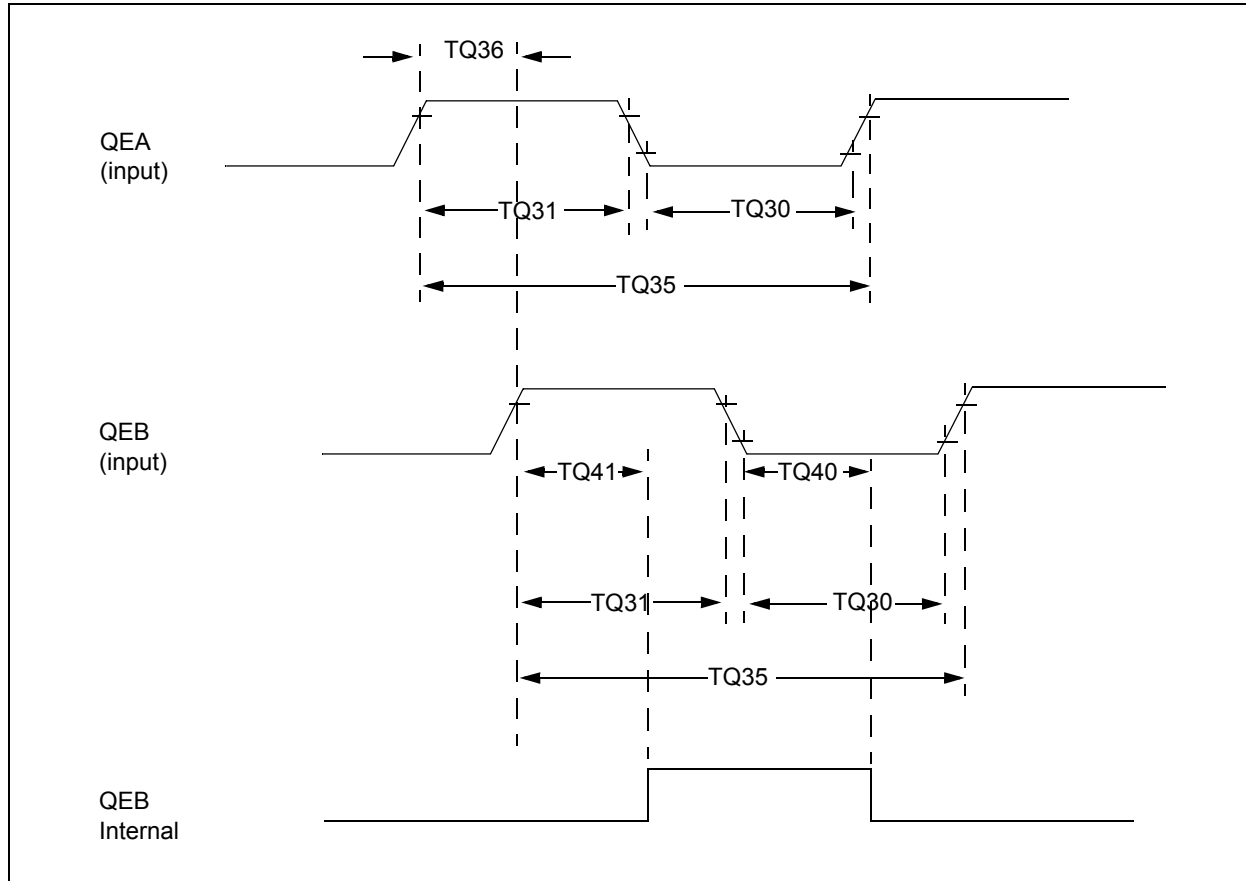 TQ36
QEA
(input)
TQ31
TQ30
TQ35
QEB
(input)
TQ41
TQ40
TQ31
TQ30
TQ35
QEB
Internal